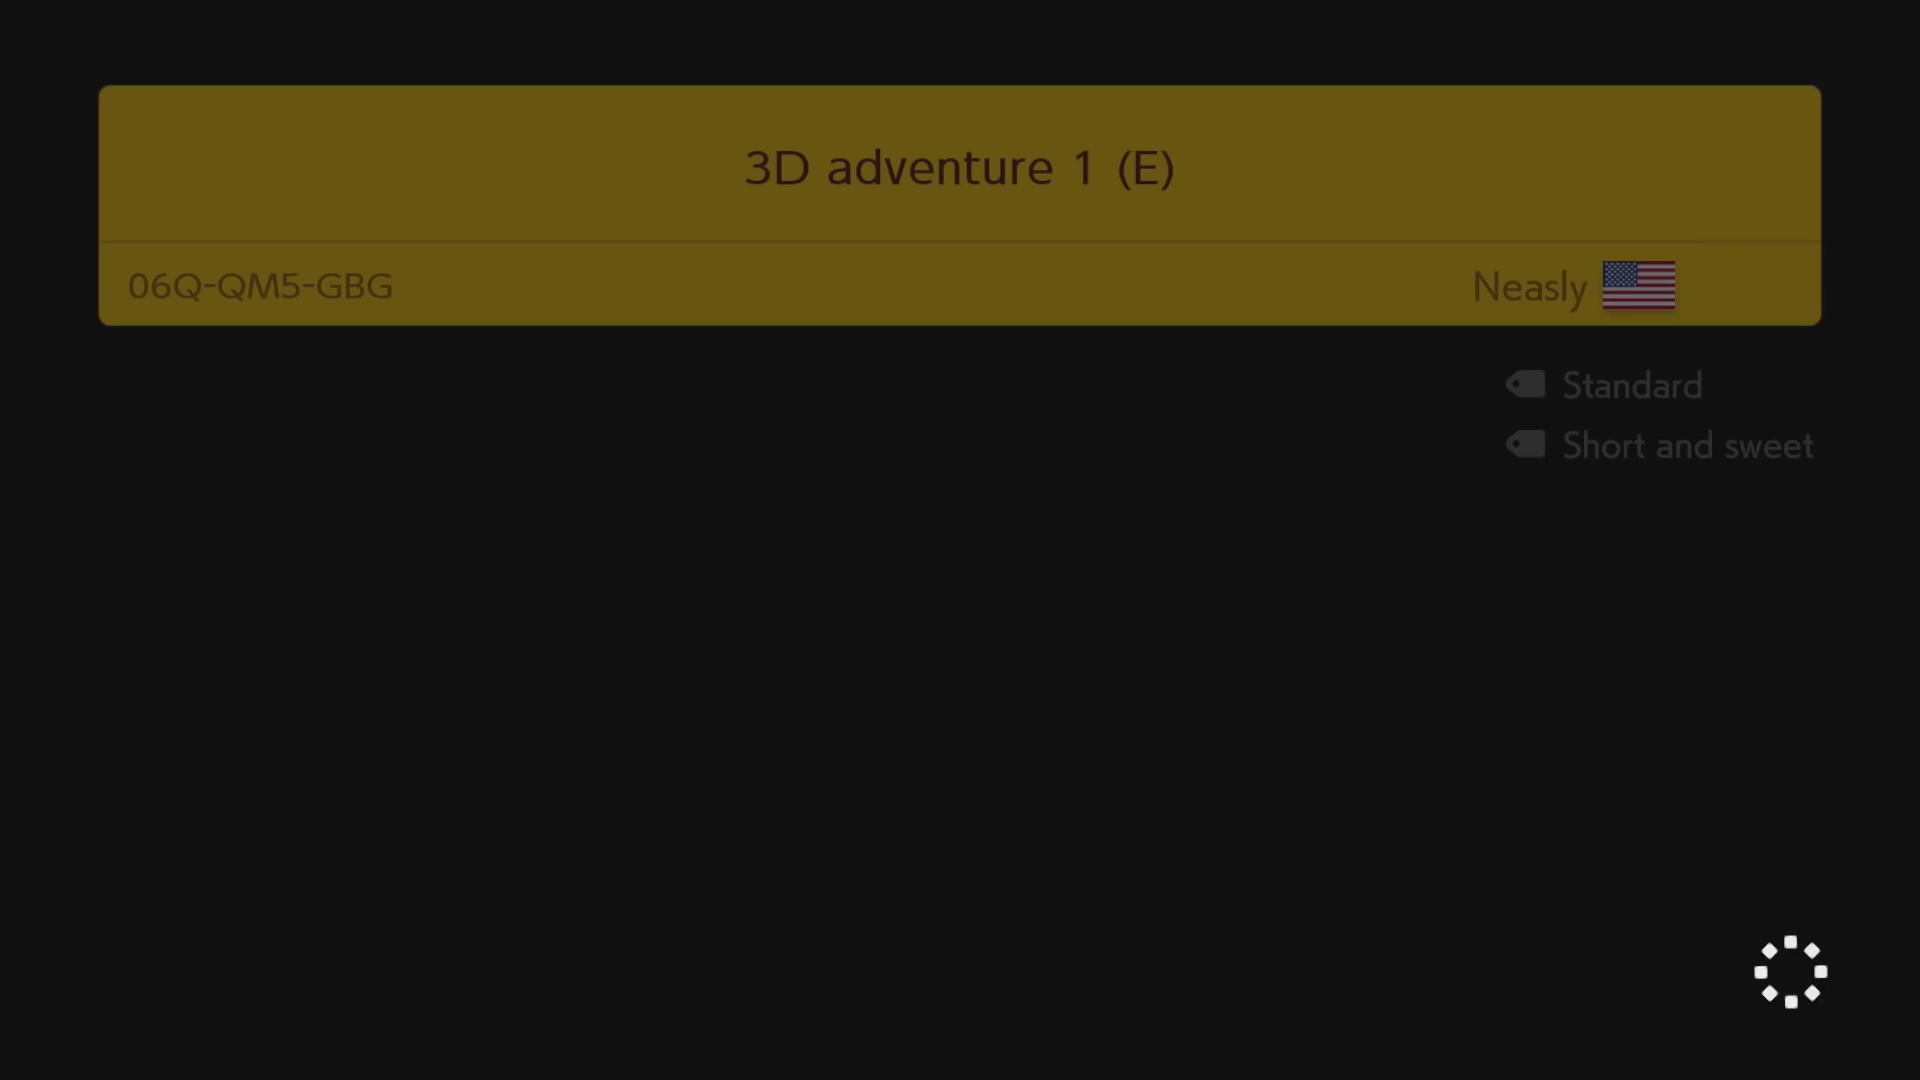 3D adventure 1 (E)
06Q-QM5-GBG
Neasly
Standard
Short and sweet